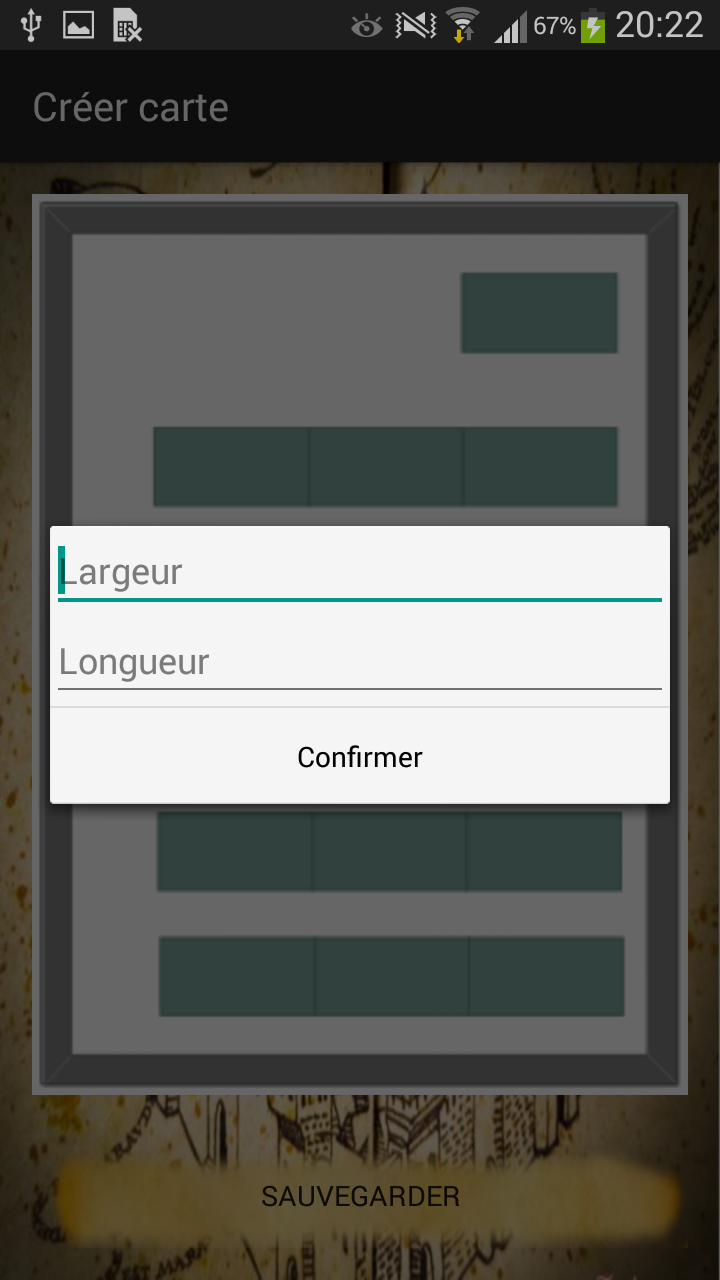 67% 20:22
Créer carte
Largeur
Longueur
Confirmer
SAUVEGARDER